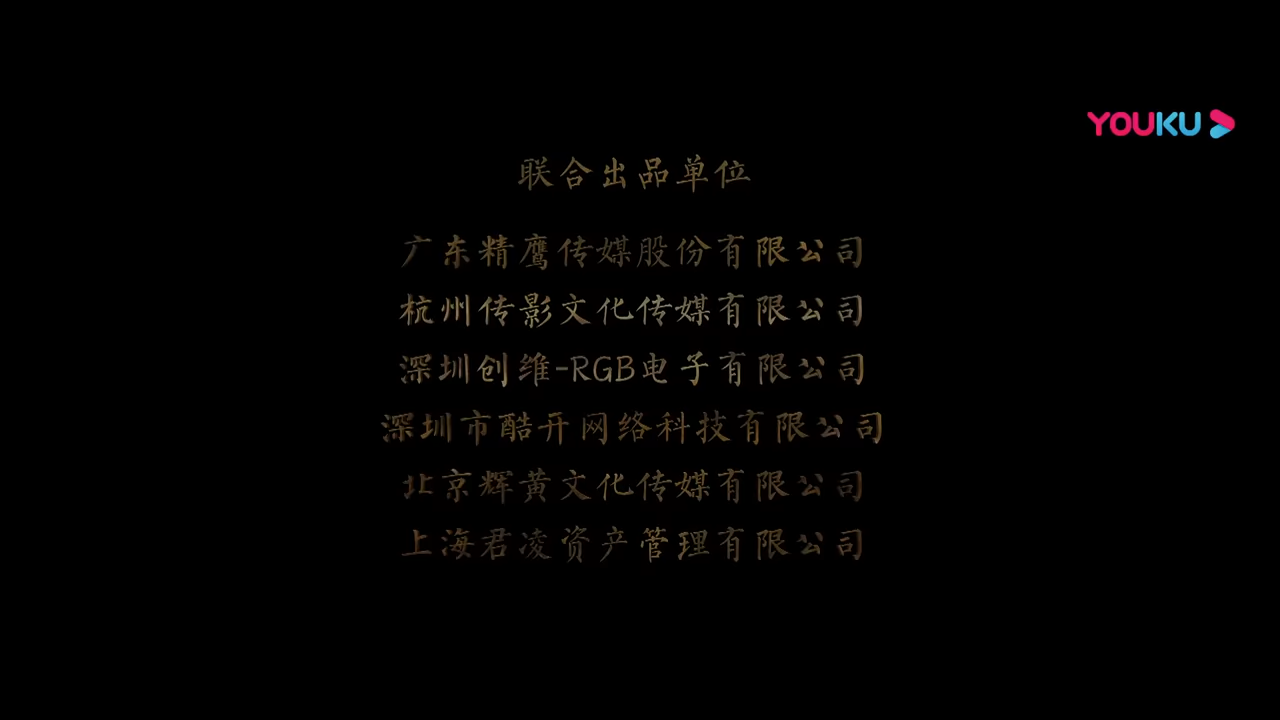 YOUKU
联合出品单位
广东精鹰传媒股份有限公司
杭州传影文化传媒有限公司
深圳创维-RGB电子有限公司
深圳市酷开网络科技有限公司
北京辉黄文化传媒有限公司
上海君凌资产管理有限公司